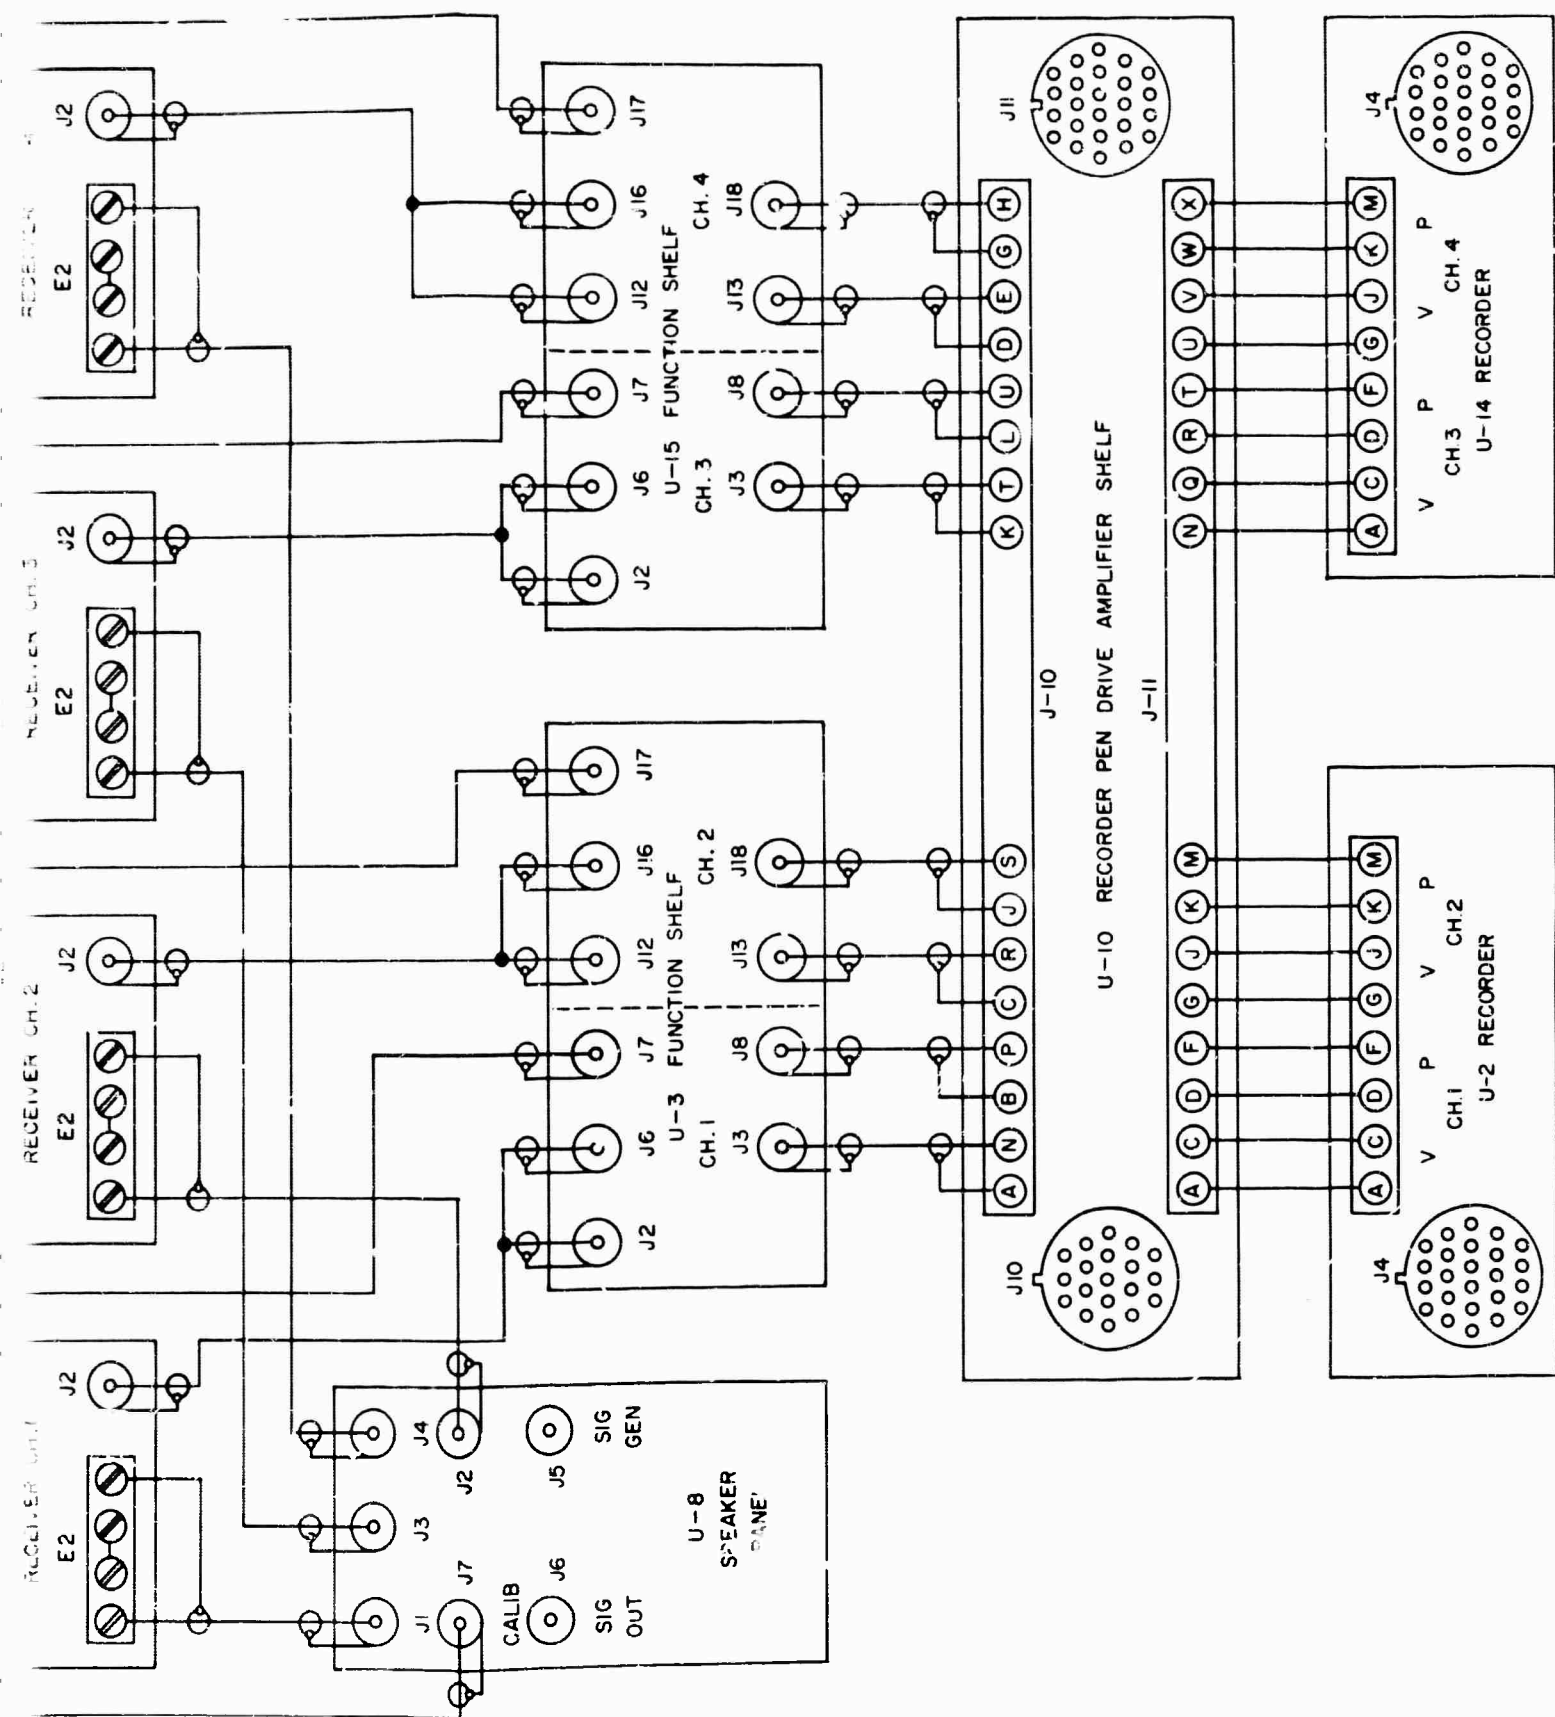 J2
E2
J2
RECEIVER CH. 3
E2
J2
RECEIVER CH. 2
E2
J2
RECEIVER CH. 1
E2
J17
J16
J12
J7
J6
J2
CH. 4
U-15 FUNCTION SHELF
CH. 3
J18
J13
J8
J3
J17
J16
J12
J7
J6
J2
CH. 2
U-3 FUNCTION SHELF
CH. 1
J18
J13
J8
J3
J4
J3
J1
J2
J7
CALIB
J5
J6
SIG GEN
SIG OUT
U-8
SPEAKER
J11
H
G
E
D
U
L
T
K
S
J
R
C
P
B
N
A
J10
J-10
U-10 RECORDER PEN DRIVE AMPLIFIER SHELF
J-11
X
W
V
U
T
R
Q
N
M
K
J
G
F
D
C
A
J4
M
K
J
G
F
D
C
A
P
V
P
V
CH. 4
CH. 3
U-14 RECORDER
M
K
J
G
F
D
C
A
J4
P
V
P
V
CH. 2
CH. 1
U-2 RECORDER